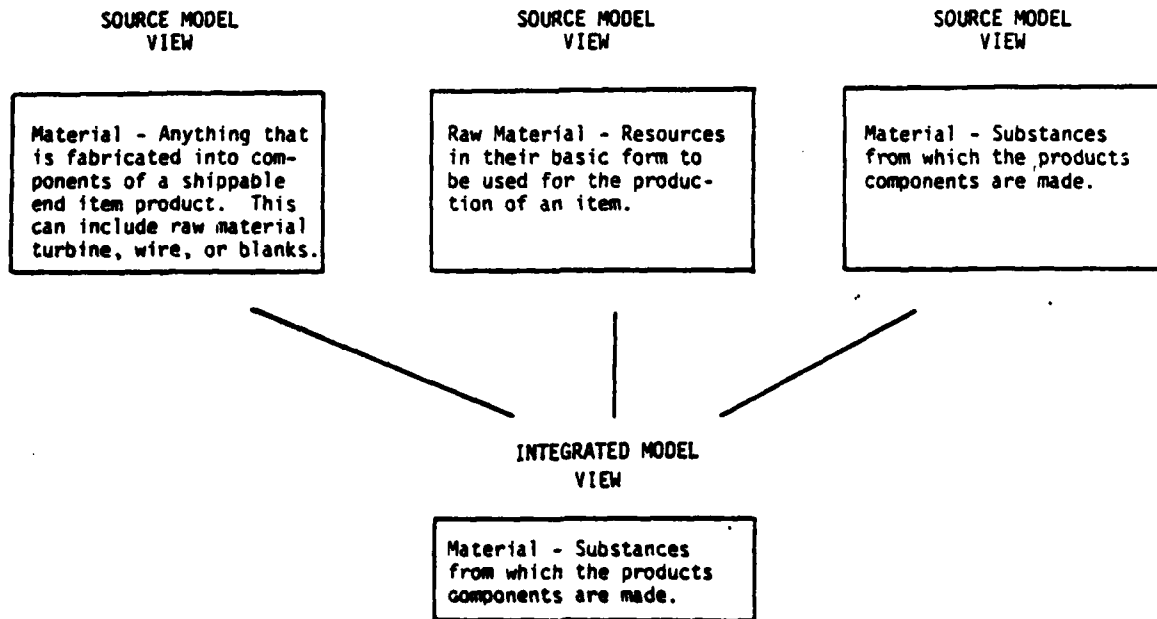 SOURCE MODEL
VIEW
SOURCE MODEL
VIEW
SOURCE MODEL
VIEW
Material - Anything that
is fabricated into com-
ponents of a shippable
end item product. This
can include raw material
turbine, wire, or blanks.
Raw Material - Resources
in their basic form to
be used for the produc-
tion of an item.
Material - Substances
from which the products
components are made.
INTEGRATED MODEL
VIEW
Material - Substances
from which the products
components are made.